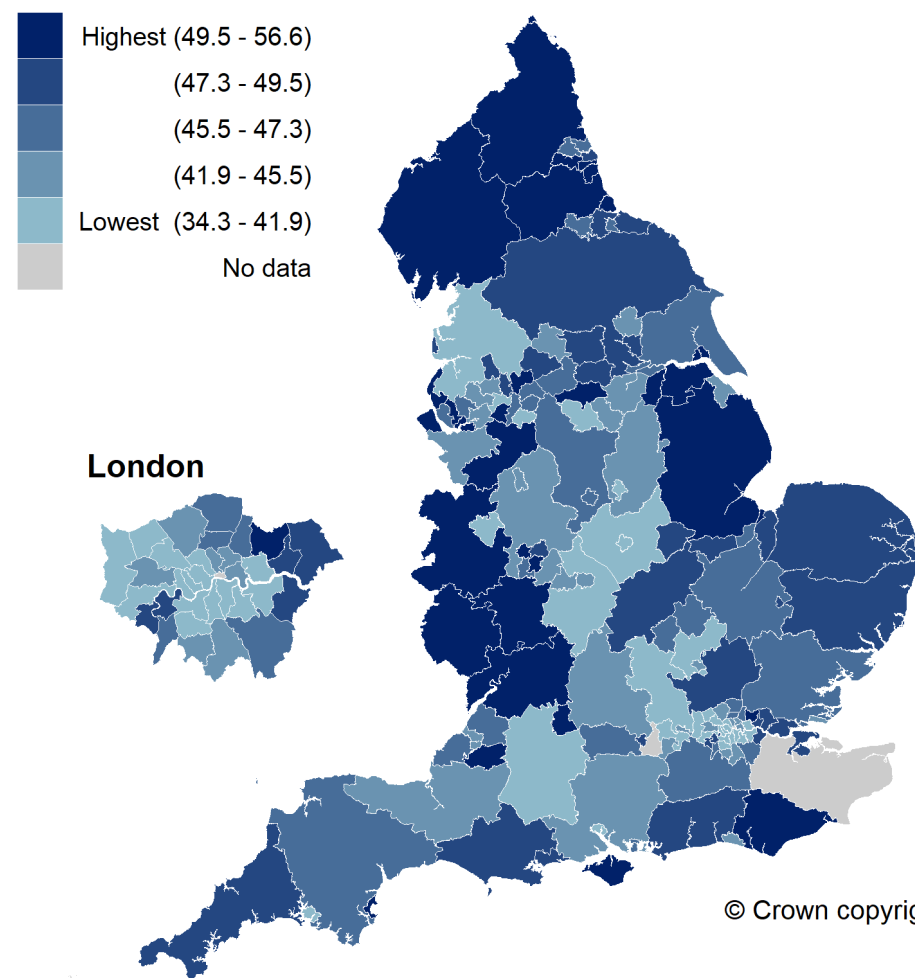 Highest (49.5 - 56.6)
(47.3 - 49.5)
(45.5 - 47.3)
(41.9 - 45.5)
Lowest (34.3 - 41.9)
No data
London
© Crown copyrig